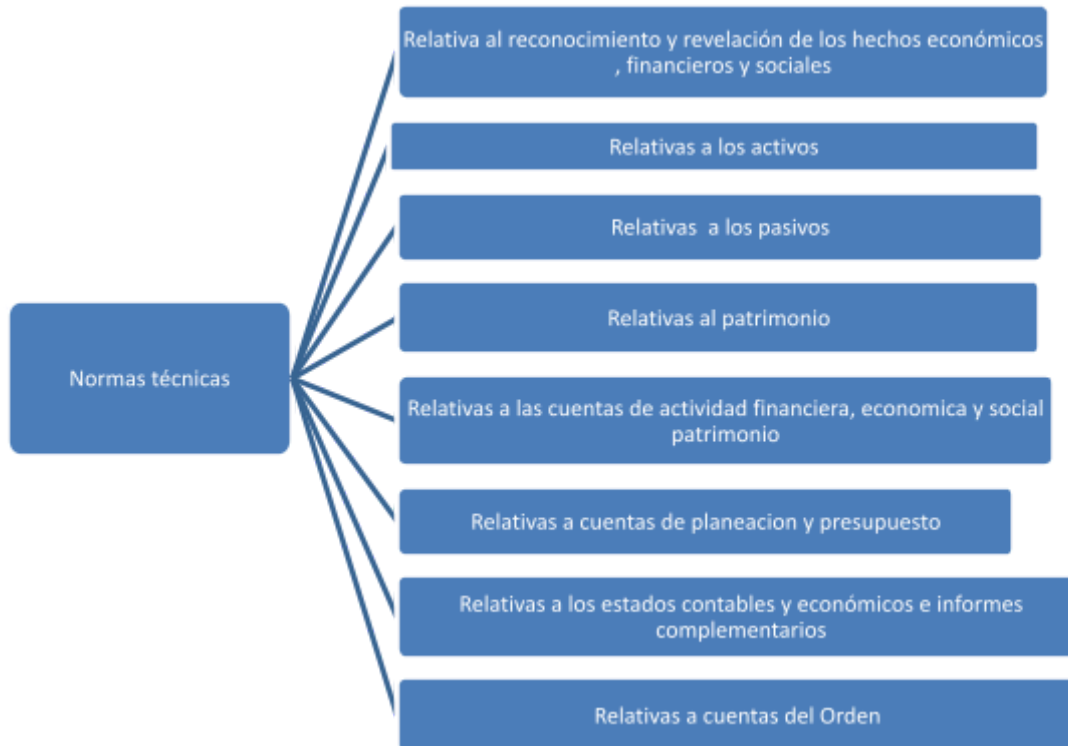 Relativa al reconocimiento y revelación de los hechos económicos
, financieros y sociales
Relativas a los activos
Relativas  a los pasivos
Relativas al patrimonio
Normas técnicas
Relativas a las cuentas de actividad financiera, economica y social
patrimonio
Relativas a cuentas de planeacion y presupuesto
Relativas a los estados contables y económicos e informes
complementarios
Relativas a cuentas del Orden